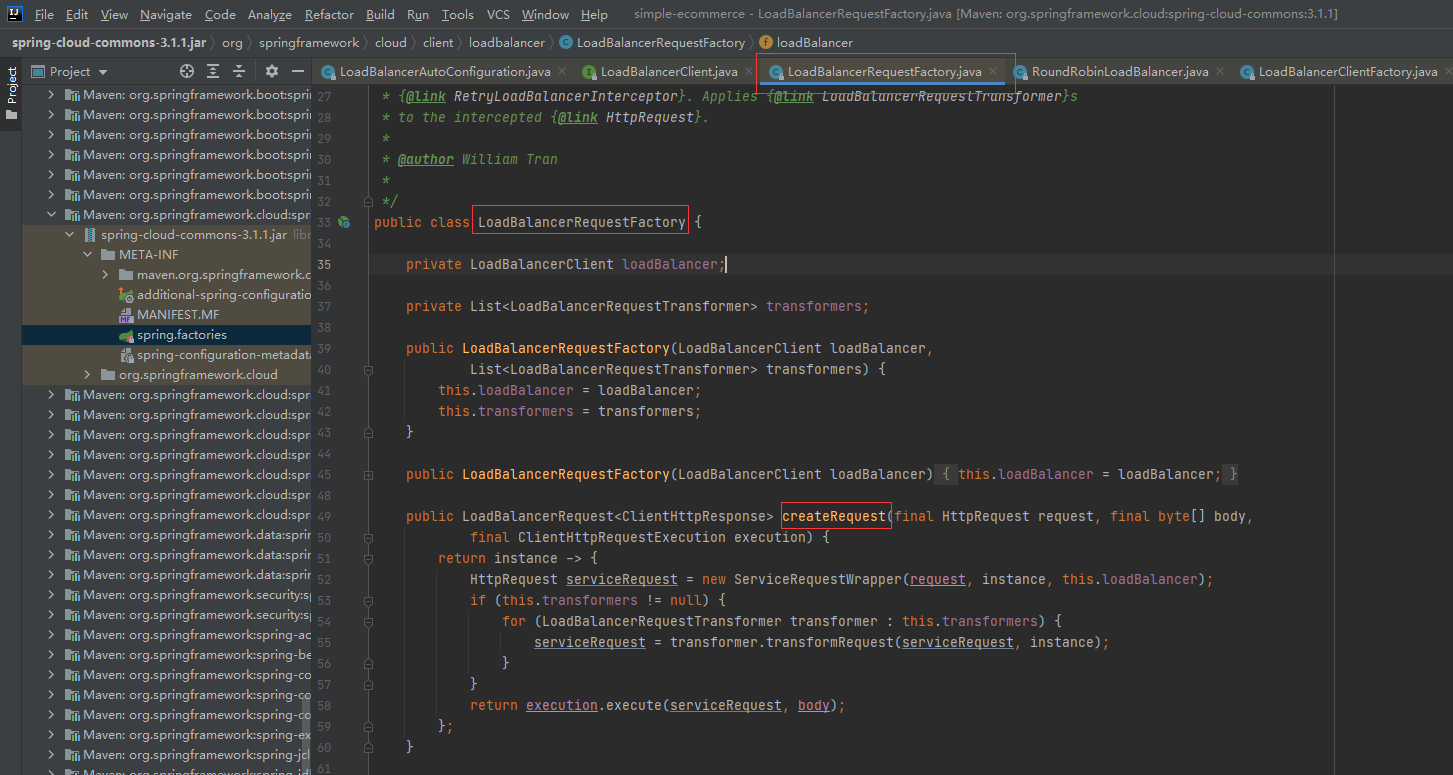 File Edit View Navigate Code Analyze Refactor Build Run Tools VCS Window Help simple-ecommerce - LoadBalancerRequestFactory.java [Maven: org.springframework.cloud:spring-cloud-commons:3.1.1]
spring-cloud-commons-3.1.1.jar org springframework cloud client loadbalancer LoadBalancerRequestFactory loadBalancer
Project
Project
LoadBalancerAutoConfiguration.java LoadBalancerClient.java LoadBalancerRequestFactory.java RoundRobinLoadBalancer.java LoadBalancerClientFactory.java
Maven: org.springframework.boot:spri
Maven: org.springframework.boot:spri
Maven: org.springframework.boot:spri
Maven: org.springframework.boot:spri
Maven: org.springframework.boot:spri
Maven: org.springframework.boot:spri
Maven: org.springframework.cloud:spr
spring-cloud-commons-3.1.1.jar libr
META-INF
maven.org.springframework.c
additional-spring-configuratio
MANIFEST.MF
spring.factories
spring-configuration-metadata
org.springframework.cloud
Maven: org.springframework.cloud:spr
Maven: org.springframework.cloud:spr
Maven: org.springframework.cloud:spr
Maven: org.springframework.cloud:spr
Maven: org.springframework.cloud:spr
Maven: org.springframework.cloud:spr
Maven: org.springframework.cloud:spr
Maven: org.springframework.data:sprin
Maven: org.springframework.data:sprin
Maven: org.springframework.data:sprin
Maven: org.springframework.security:sp
Maven: org.springframework.security:sp
Maven: org.springframework:spring-ao
Maven: org.springframework:spring-be
Maven: org.springframework:spring-co
Maven: org.springframework:spring-co
Maven: org.springframework:spring-co
Maven: org.springframework:spring-ex
Maven: org.springframework:spring-jcl
27 * {@link RetryLoadBalancerInterceptor}. Applies {@link LoadBalancerRequestTransformer}s
28 * to the intercepted {@link HttpRequest}.
29 *
30 * @author William Tran
31 *
32 */
33 public class LoadBalancerRequestFactory {
34
35 private LoadBalancerClient loadBalancer;
36
37 private List<LoadBalancerRequestTransformer> transformers;
38
39 public LoadBalancerRequestFactory(LoadBalancerClient loadBalancer,
40 List<LoadBalancerRequestTransformer> transformers) {
41 this.loadBalancer = loadBalancer;
42 this.transformers = transformers;
43 }
44
45 public LoadBalancerRequestFactory(LoadBalancerClient loadBalancer) { this.loadBalancer = loadBalancer; }
48
49 public LoadBalancerRequest<ClientHttpResponse> createRequest(final HttpRequest request, final byte[] body,
50 final ClientHttpRequestExecution execution) {
51 return instance -> {
52 HttpRequest serviceRequest = new ServiceRequestWrapper(request, instance, this.loadBalancer);
53 if (this.transformers != null) {
54 for (LoadBalancerRequestTransformer transformer : this.transformers) {
55 serviceRequest = transformer.transformRequest(serviceRequest, instance);
56 }
57 }
58 return execution.execute(serviceRequest, body);
59 };
60 }
61